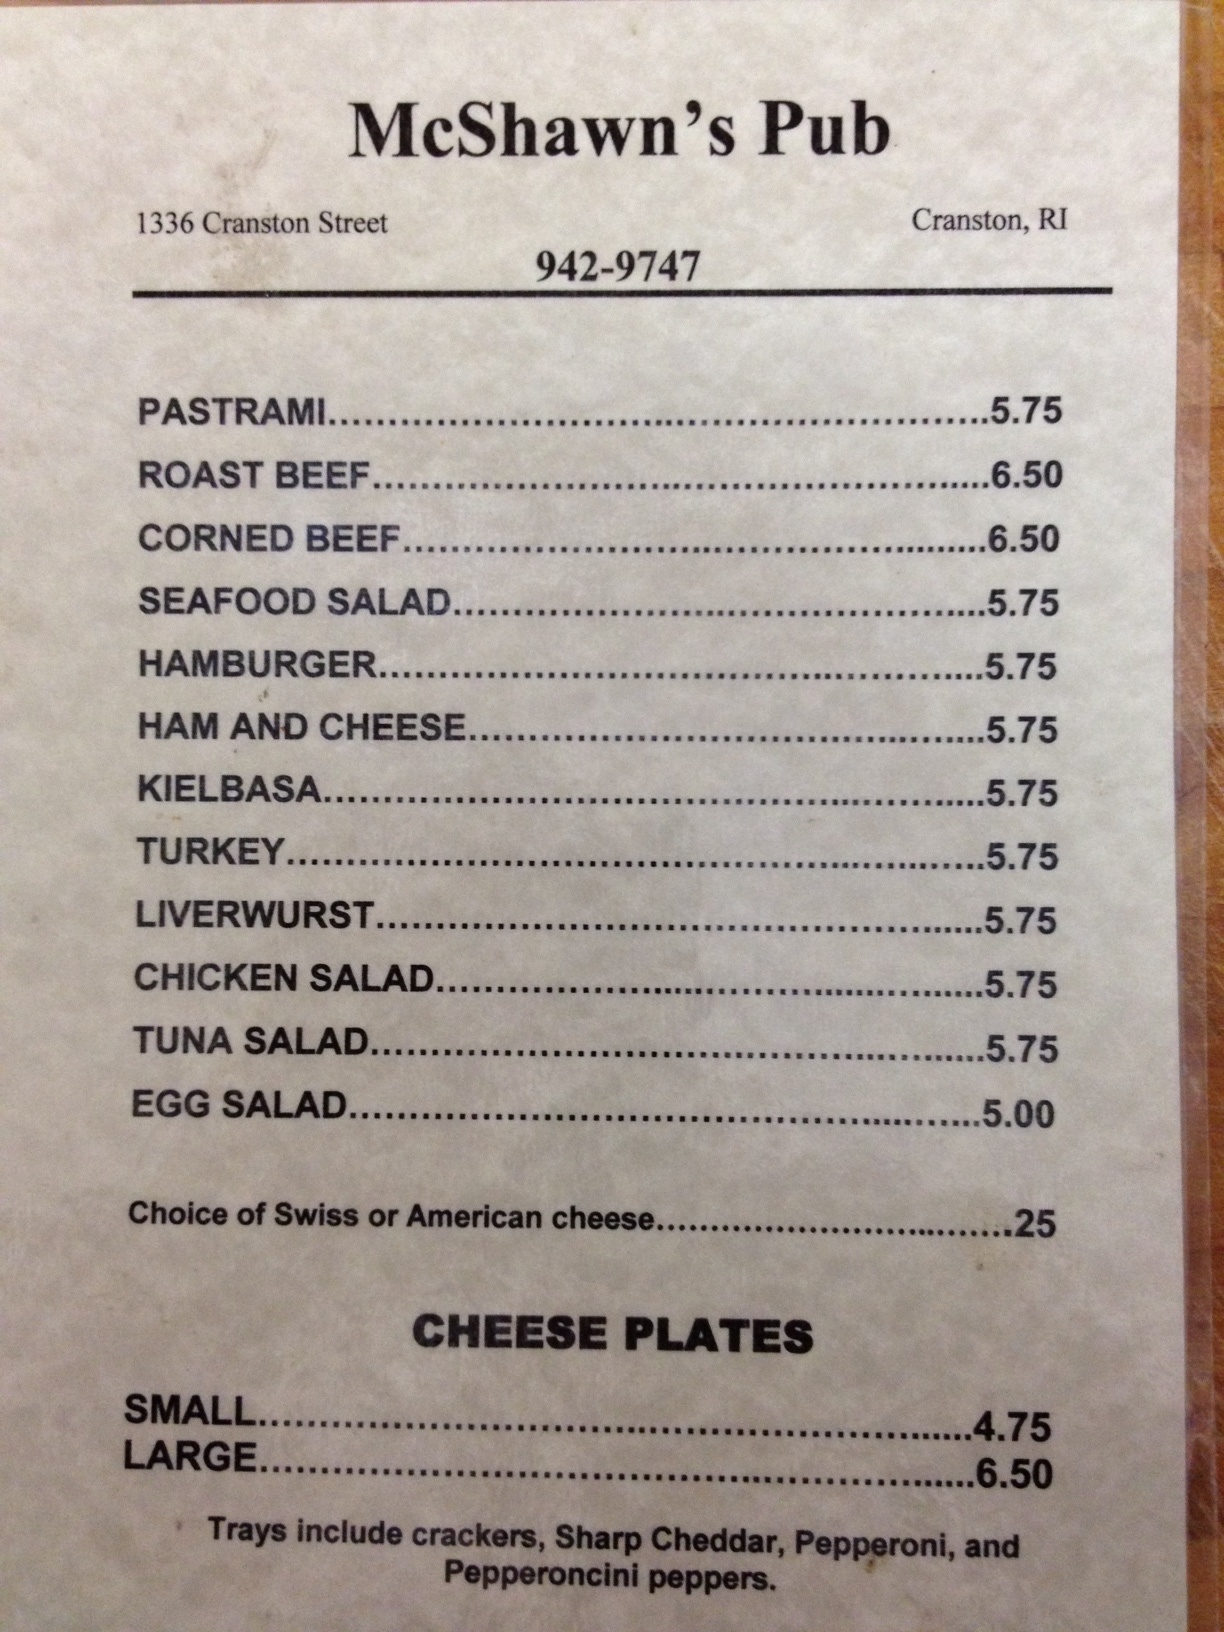 McShawn's Pub
1336 Cranston Street Cranston, RI
942-9747
PASTRAMI.......................................................5.75
ROAST BEEF...................................................6.50
CORNED BEEF................................................6.50
SEAFOOD SALAD............................................5.75
HAMBURGER..................................................5.75
HAM AND CHEESE...........................................5.75
KIELBASA.......................................................5.75
TURKEY..........................................................5.75
LIVERWURST...................................................5.75
CHICKEN SALAD..............................................5.75
TUNA SALAD...................................................5.75
EGG SALAD.....................................................5.00
Choice of Swiss or American cheese..................................25
CHEESE PLATES
SMALL............................................................4.75
LARGE............................................................6.50
Trays include crackers, Sharp Cheddar, Pepperoni, and
Pepperoncini peppers.